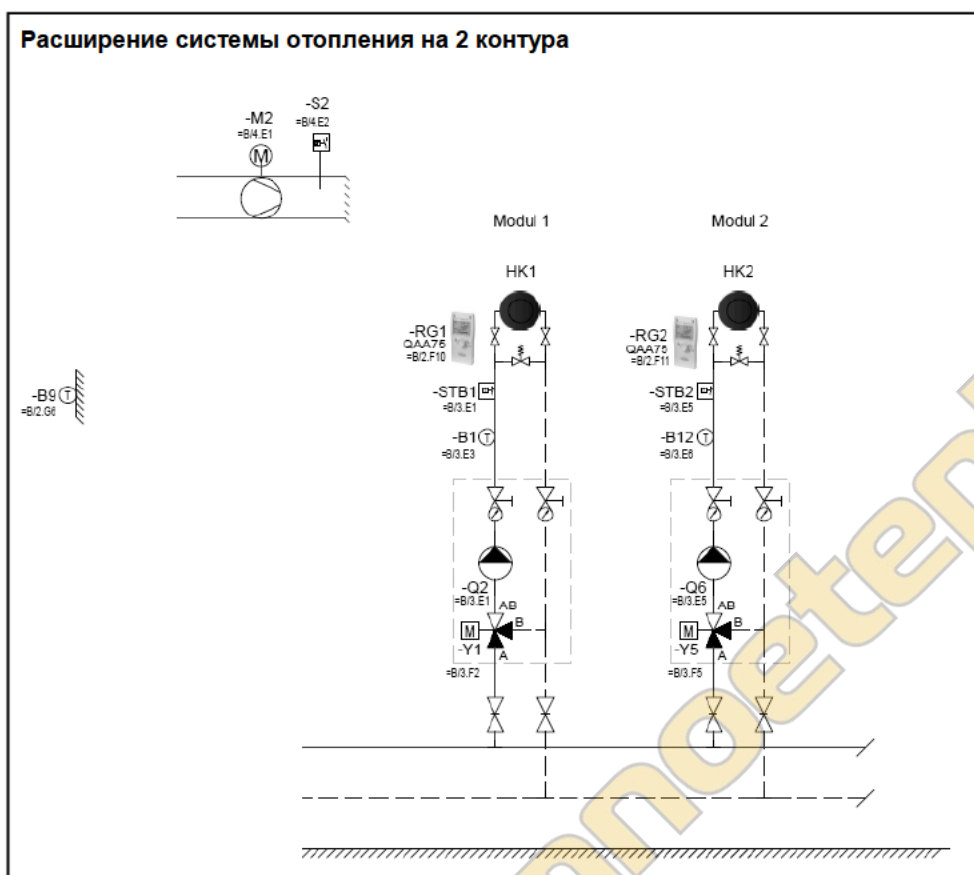 Расширение системы отопления на 2 контура
-M2
=B/4.E1
M
-S2
=B/4.E2
Modul 1
HK1
-RG1
QAA75
=B/2.F10
-STB1
=B/3.E1
-B1 T
=B/3.E3
-Q2
=B/3.E1
AB
B
M
-Y1
A
=B/3.F2
Modul 2
HK2
-RG2
QAA75
=B/2.F11
-STB2
=B/3.E5
-B12 T
=B/3.E6
-Q6
=B/3.E5
AB
B
M
-Y5
A
=B/3.F5
-B9 T
=B/2.G6